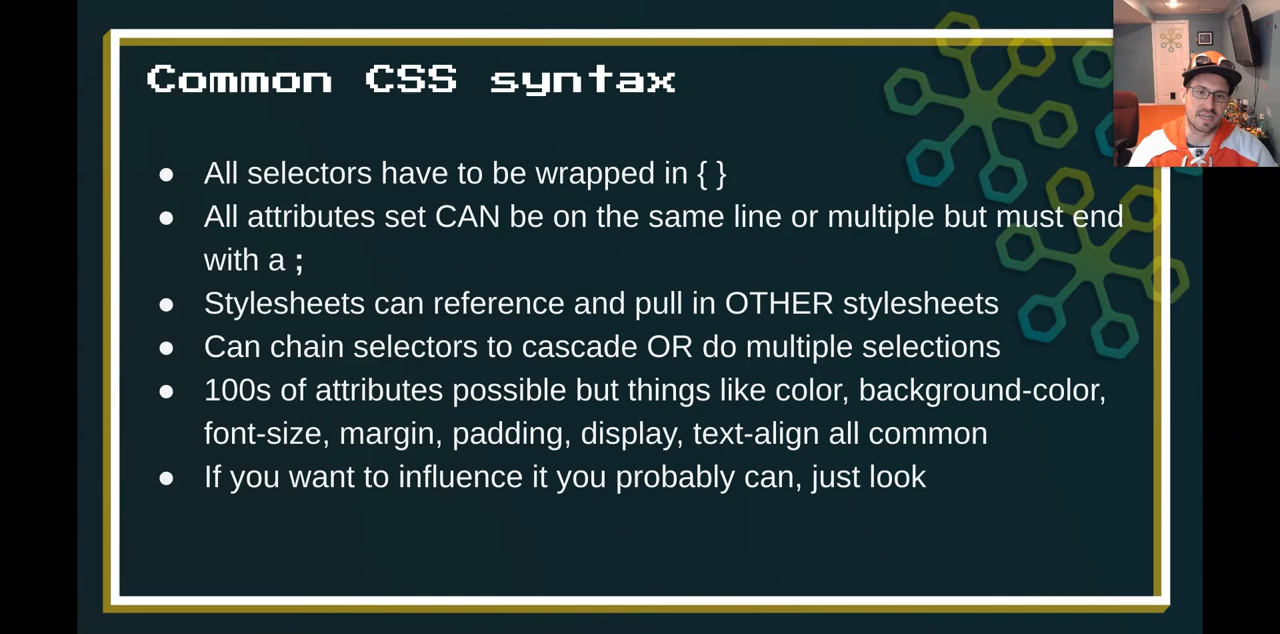 Common CSS syntax
● All selectors have to be wrapped in { }
● All attributes set CAN be on the same line or multiple but must end
with a ;
● Stylesheets can reference and pull in OTHER stylesheets
● Can chain selectors to cascade OR do multiple selections
● 100s of attributes possible but things like color, background-color,
font-size, margin, padding, display, text-align all common
● If you want to influence it you probably can, just look